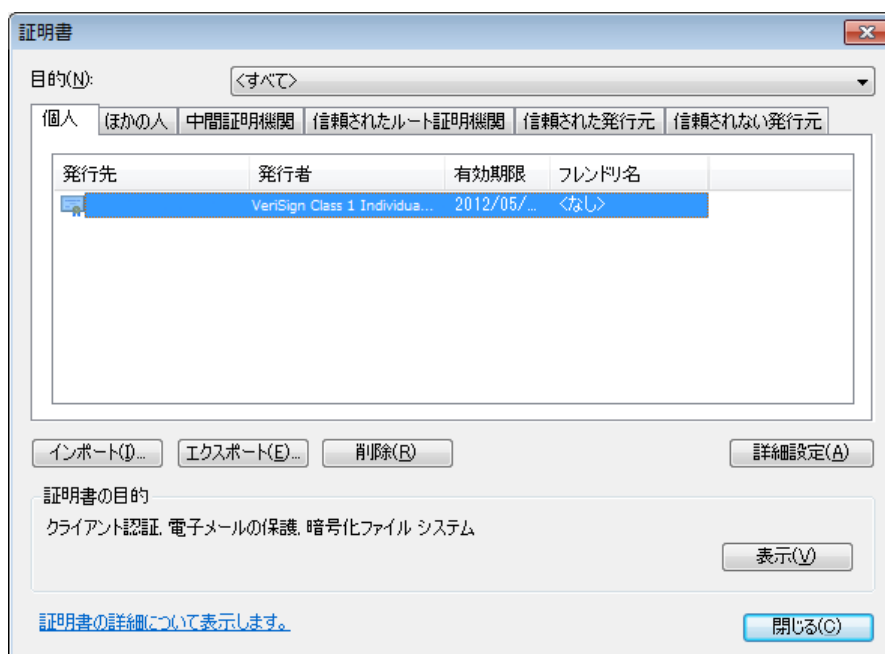 証明書
目的(N): <すべて>
個人 ほかの人 中間証明機関 信頼されたルート証明機関 信頼された発行元 信頼されない発行元
発行先 発行者 有効期限 フレンドリ名
VeriSign Class 1 Individua... 2012/05/... <なし>
インポート(I)... エクスポート(E)... 削除(R) 詳細設定(A)
証明書の目的
クライアント認証, 電子メールの保護, 暗号化ファイル システム
表示(V)
証明書の詳細について表示します。
閉じる(C)